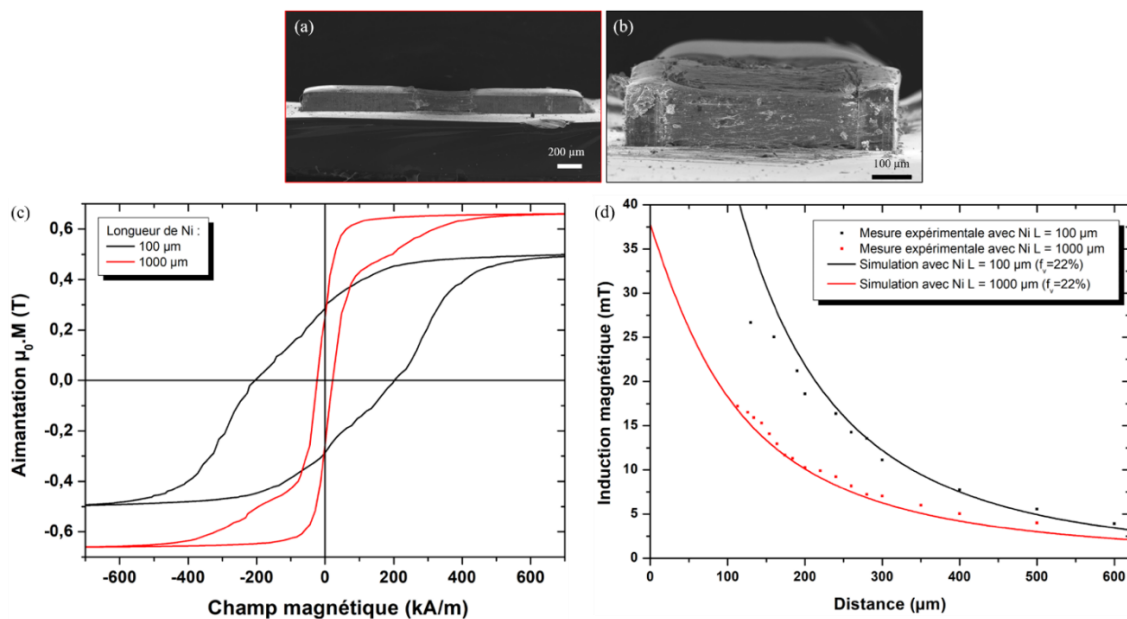 (a)
200 µm
(b)
100 µm
(c)
Longueur de Ni :
100 µm
1000 µm
Aimantation µ₀.M (T)
0,6
0,4
0,2
0,0
-0,2
-0,4
-0,6
-600 -400 -200 0 200 400 600
Champ magnétique (kA/m)
(d)
Mesure expérimentale avec Ni L = 100 µm
Mesure expérimentale avec Ni L = 1000 µm
Simulation avec Ni L = 100 µm (fᵥ=22%)
Simulation avec Ni L = 1000 µm (fᵥ=22%)
Induction magnétique (mT)
40
35
30
25
20
15
10
5
0
0 100 200 300 400 500 600
Distance (µm)